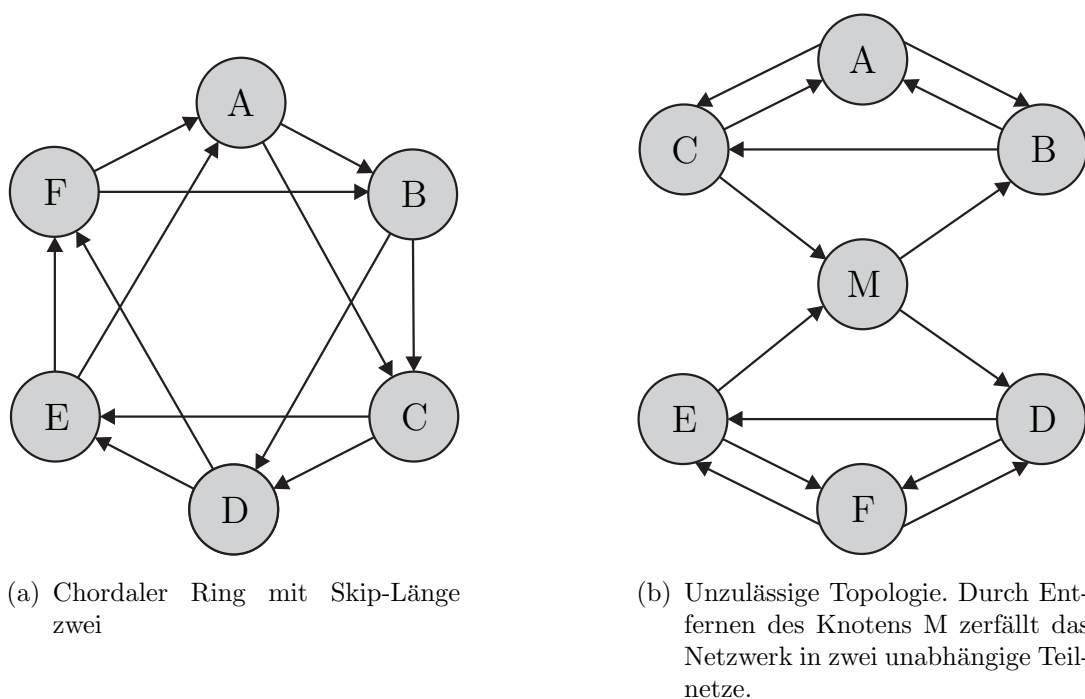 A
F
B
E
C
D
(a) Chordaler Ring mit Skip-Länge
zwei
A
C
B
M
E
D
F
(b) Unzulässige Topologie. Durch Ent-
fernen des Knotens M zerfällt das
Netzwerk in zwei unabhängige Teil-
netze.